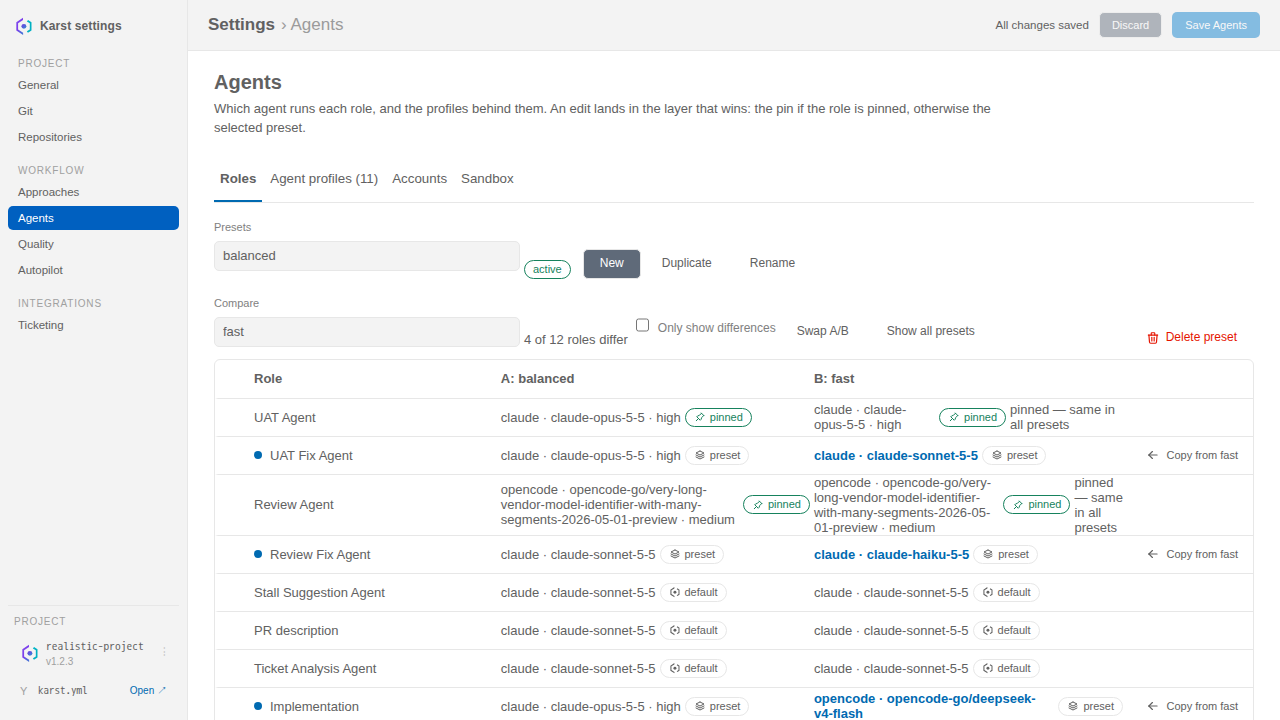 Karst settings
Settings › Agents
All changes saved
Discard
Save Agents
PROJECT
General
Git
Repositories
WORKFLOW
Approaches
Agents
Quality
Autopilot
INTEGRATIONS
Ticketing
PROJECT
realistic-project
v1.2.3
Y karst.yml
Open ↗
Agents
Which agent runs each role, and the profiles behind them. An edit lands in the layer that wins: the pin if the role is pinned, otherwise the
selected preset.
Roles Agent profiles (11) Accounts Sandbox
Presets
balanced
active
New
Duplicate
Rename
Compare
fast
4 of 12 roles differ
Only show differences
Swap A/B
Show all presets
Delete preset
Role A: balanced B: fast
UAT Agent
claude · claude-opus-5-5 · high pinned
claude · claude-
opus-5-5 · high
pinned
pinned — same in
all presets
UAT Fix Agent
claude · claude-opus-5-5 · high preset
claude · claude-sonnet-5-5 preset
Copy from fast
Review Agent
opencode · opencode-go/very-long-
vendor-model-identifier-with-many-
segments-2026-05-01-preview · medium
pinned
opencode · opencode-go/very-
long-vendor-model-identifier-
with-many-segments-2026-05-
01-preview · medium
pinned
pinned
— same
in all
presets
Review Fix Agent
claude · claude-sonnet-5-5 preset
claude · claude-haiku-5-5 preset
Copy from fast
Stall Suggestion Agent
claude · claude-sonnet-5-5 default
claude · claude-sonnet-5-5 default
PR description
claude · claude-sonnet-5-5 default
claude · claude-sonnet-5-5 default
Ticket Analysis Agent
claude · claude-sonnet-5-5 default
claude · claude-sonnet-5-5 default
Implementation
claude · claude-opus-5-5 · high preset
opencode · opencode-go/deepseek-
v4-flash
preset
Copy from fast